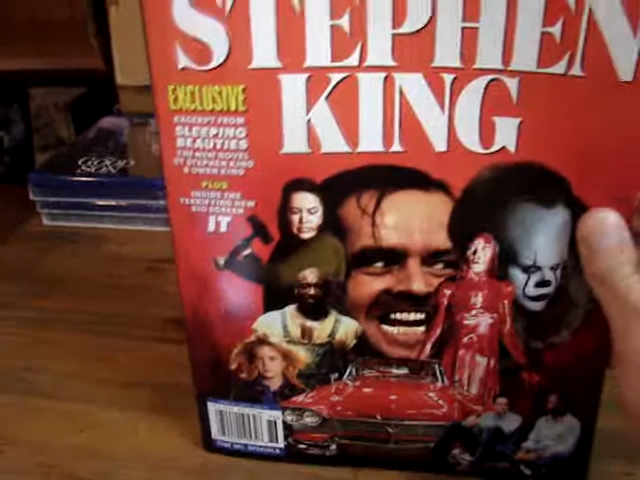 STEPHEN
KING
EXCLUSIVE
EXCERPT FROM
SLEEPING
BEAUTIES
THE NEW NOVEL
BY STEPHEN KING
& OWEN KING
PLUS
INSIDE THE
TERRIFYING NEW
BIG SCREEN
IT